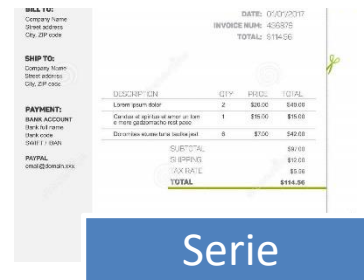 BILL TO:
Company Name
Street address
City, ZIP code
DATE: 01/01/2017
INVOICE NUM: 456878
TOTAL: $114.56
SHIP TO:
Company Name
Street address
City, ZIP code
PAYMENT:
BANK ACCOUNT
Bank full name
Bank code
SWIFT / IBAN
PAYPAL
email@domain.exs
DESCRIPTION QTY PRICE TOTAL
Lorem ipsum dolor 2 $20.00 $40.00
1 $15.00 $15.00
6 $7.00 $42.00
SUBTOTAL $97.00
SHIPPING $12.00
TAX RATE $5.56
TOTAL $114.56
Serie